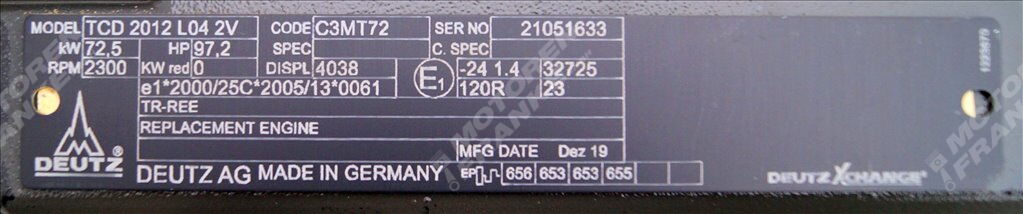 MODEL TCD 2012 L04 2V CODE C3MT72 SER NO 21051633
kW 72,5 HP 97,2 SPEC C. SPEC
RPM 2300 KW red 0 DISPL 4038 E1 -24 1.4 32725
e1*2000/25C*2005/13*0061 120R 23
TR-REE
REPLACEMENT ENGINE
MFG DATE Dez 19
DEUTZ® DEUTZ AG MADE IN GERMANY EP 656 653 653 655 DEUTZ XCHANGE®
MOTOREN FRANKE